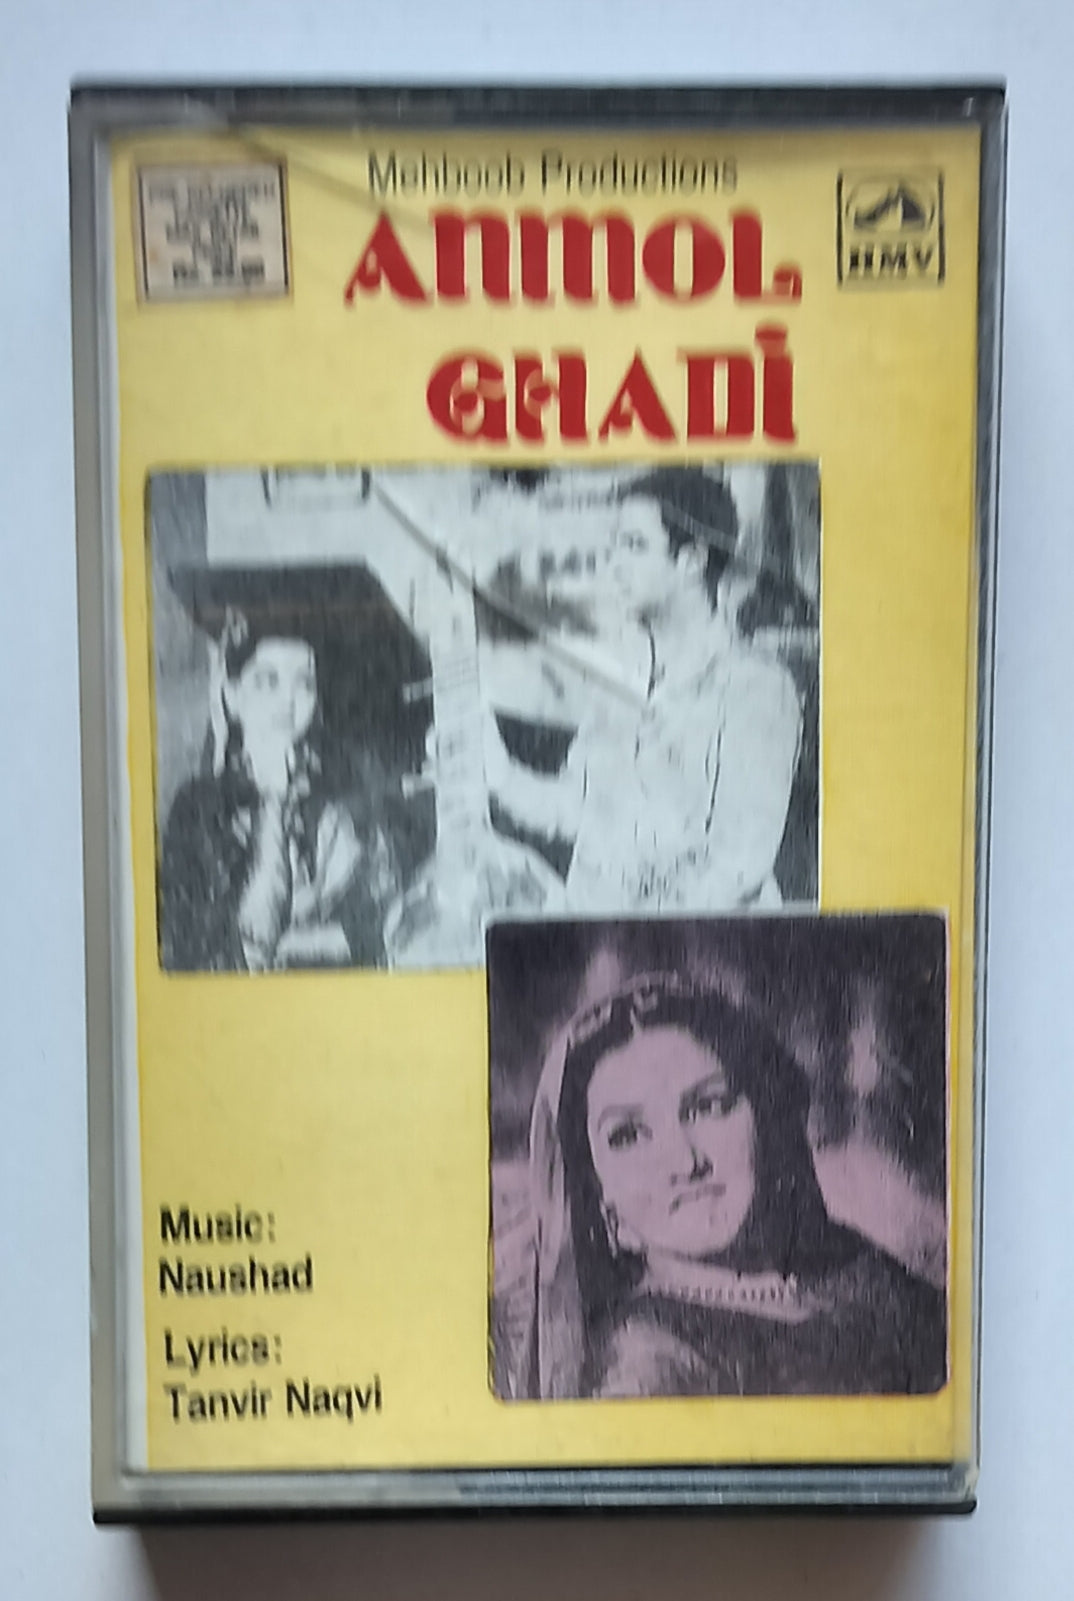 Mehboob Productions
ANMOL
GHADI
HMV
Music:
Naushad
Lyrics:
Tanvir Naqvi